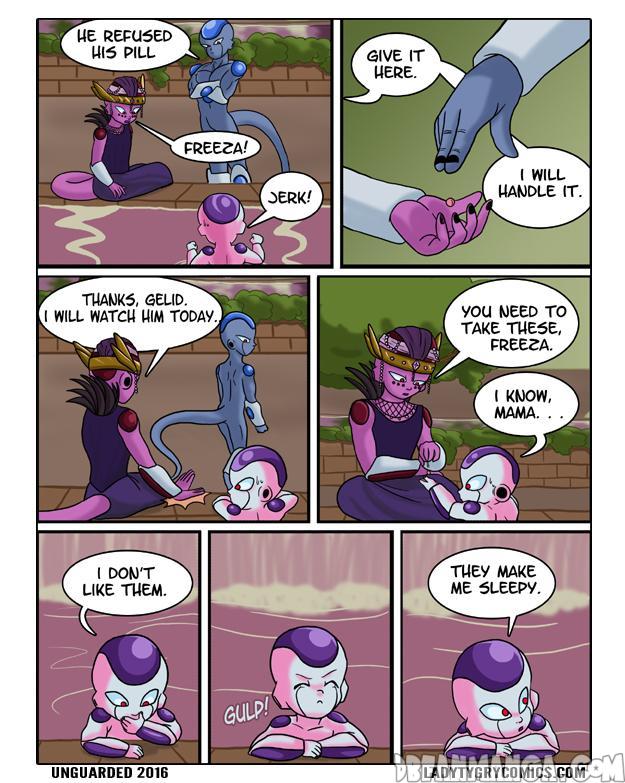 HE REFUSED
HIS PILL
FREEZA!
JERK!
GIVE IT
HERE.
I WILL
HANDLE IT.
THANKS, GELID.
I WILL WATCH HIM TODAY.
YOU NEED TO
TAKE THESE,
FREEZA.
I KNOW,
MAMA. . .
I DON'T
LIKE THEM.
GULP!
THEY MAKE
ME SLEEPY.
UNGUARDED 2016
LADYTYGRYCOMICS.COM
DBFANMANGA.COM